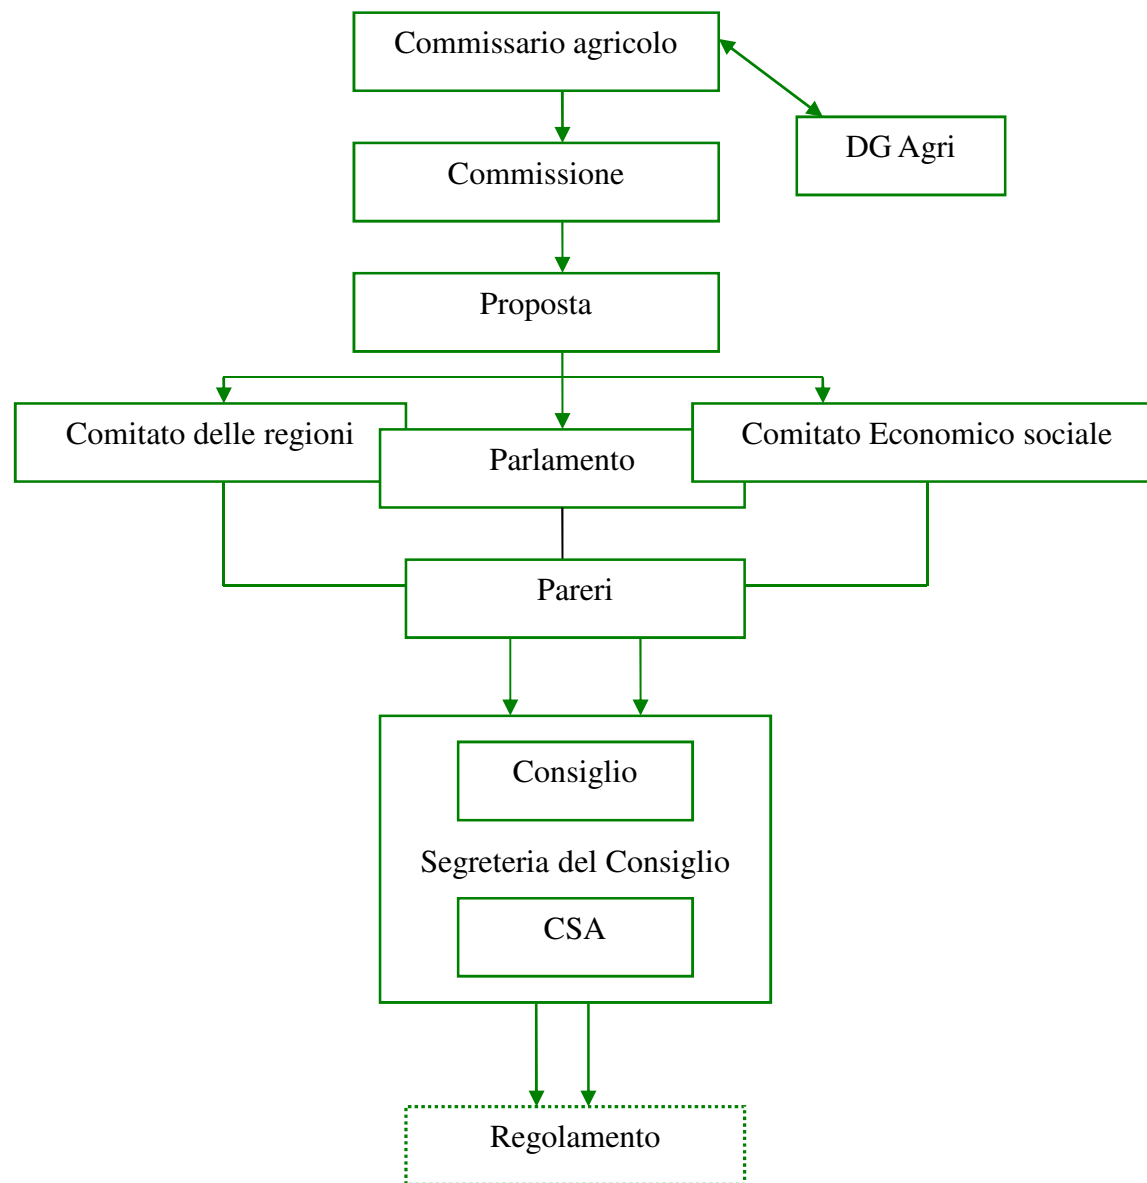 Commissario agricolo
DG Agri
Commissione
Proposta
Comitato delle regioni
Parlamento
Comitato Economico sociale
Pareri
Consiglio
Segreteria del Consiglio
CSA
Regolamento